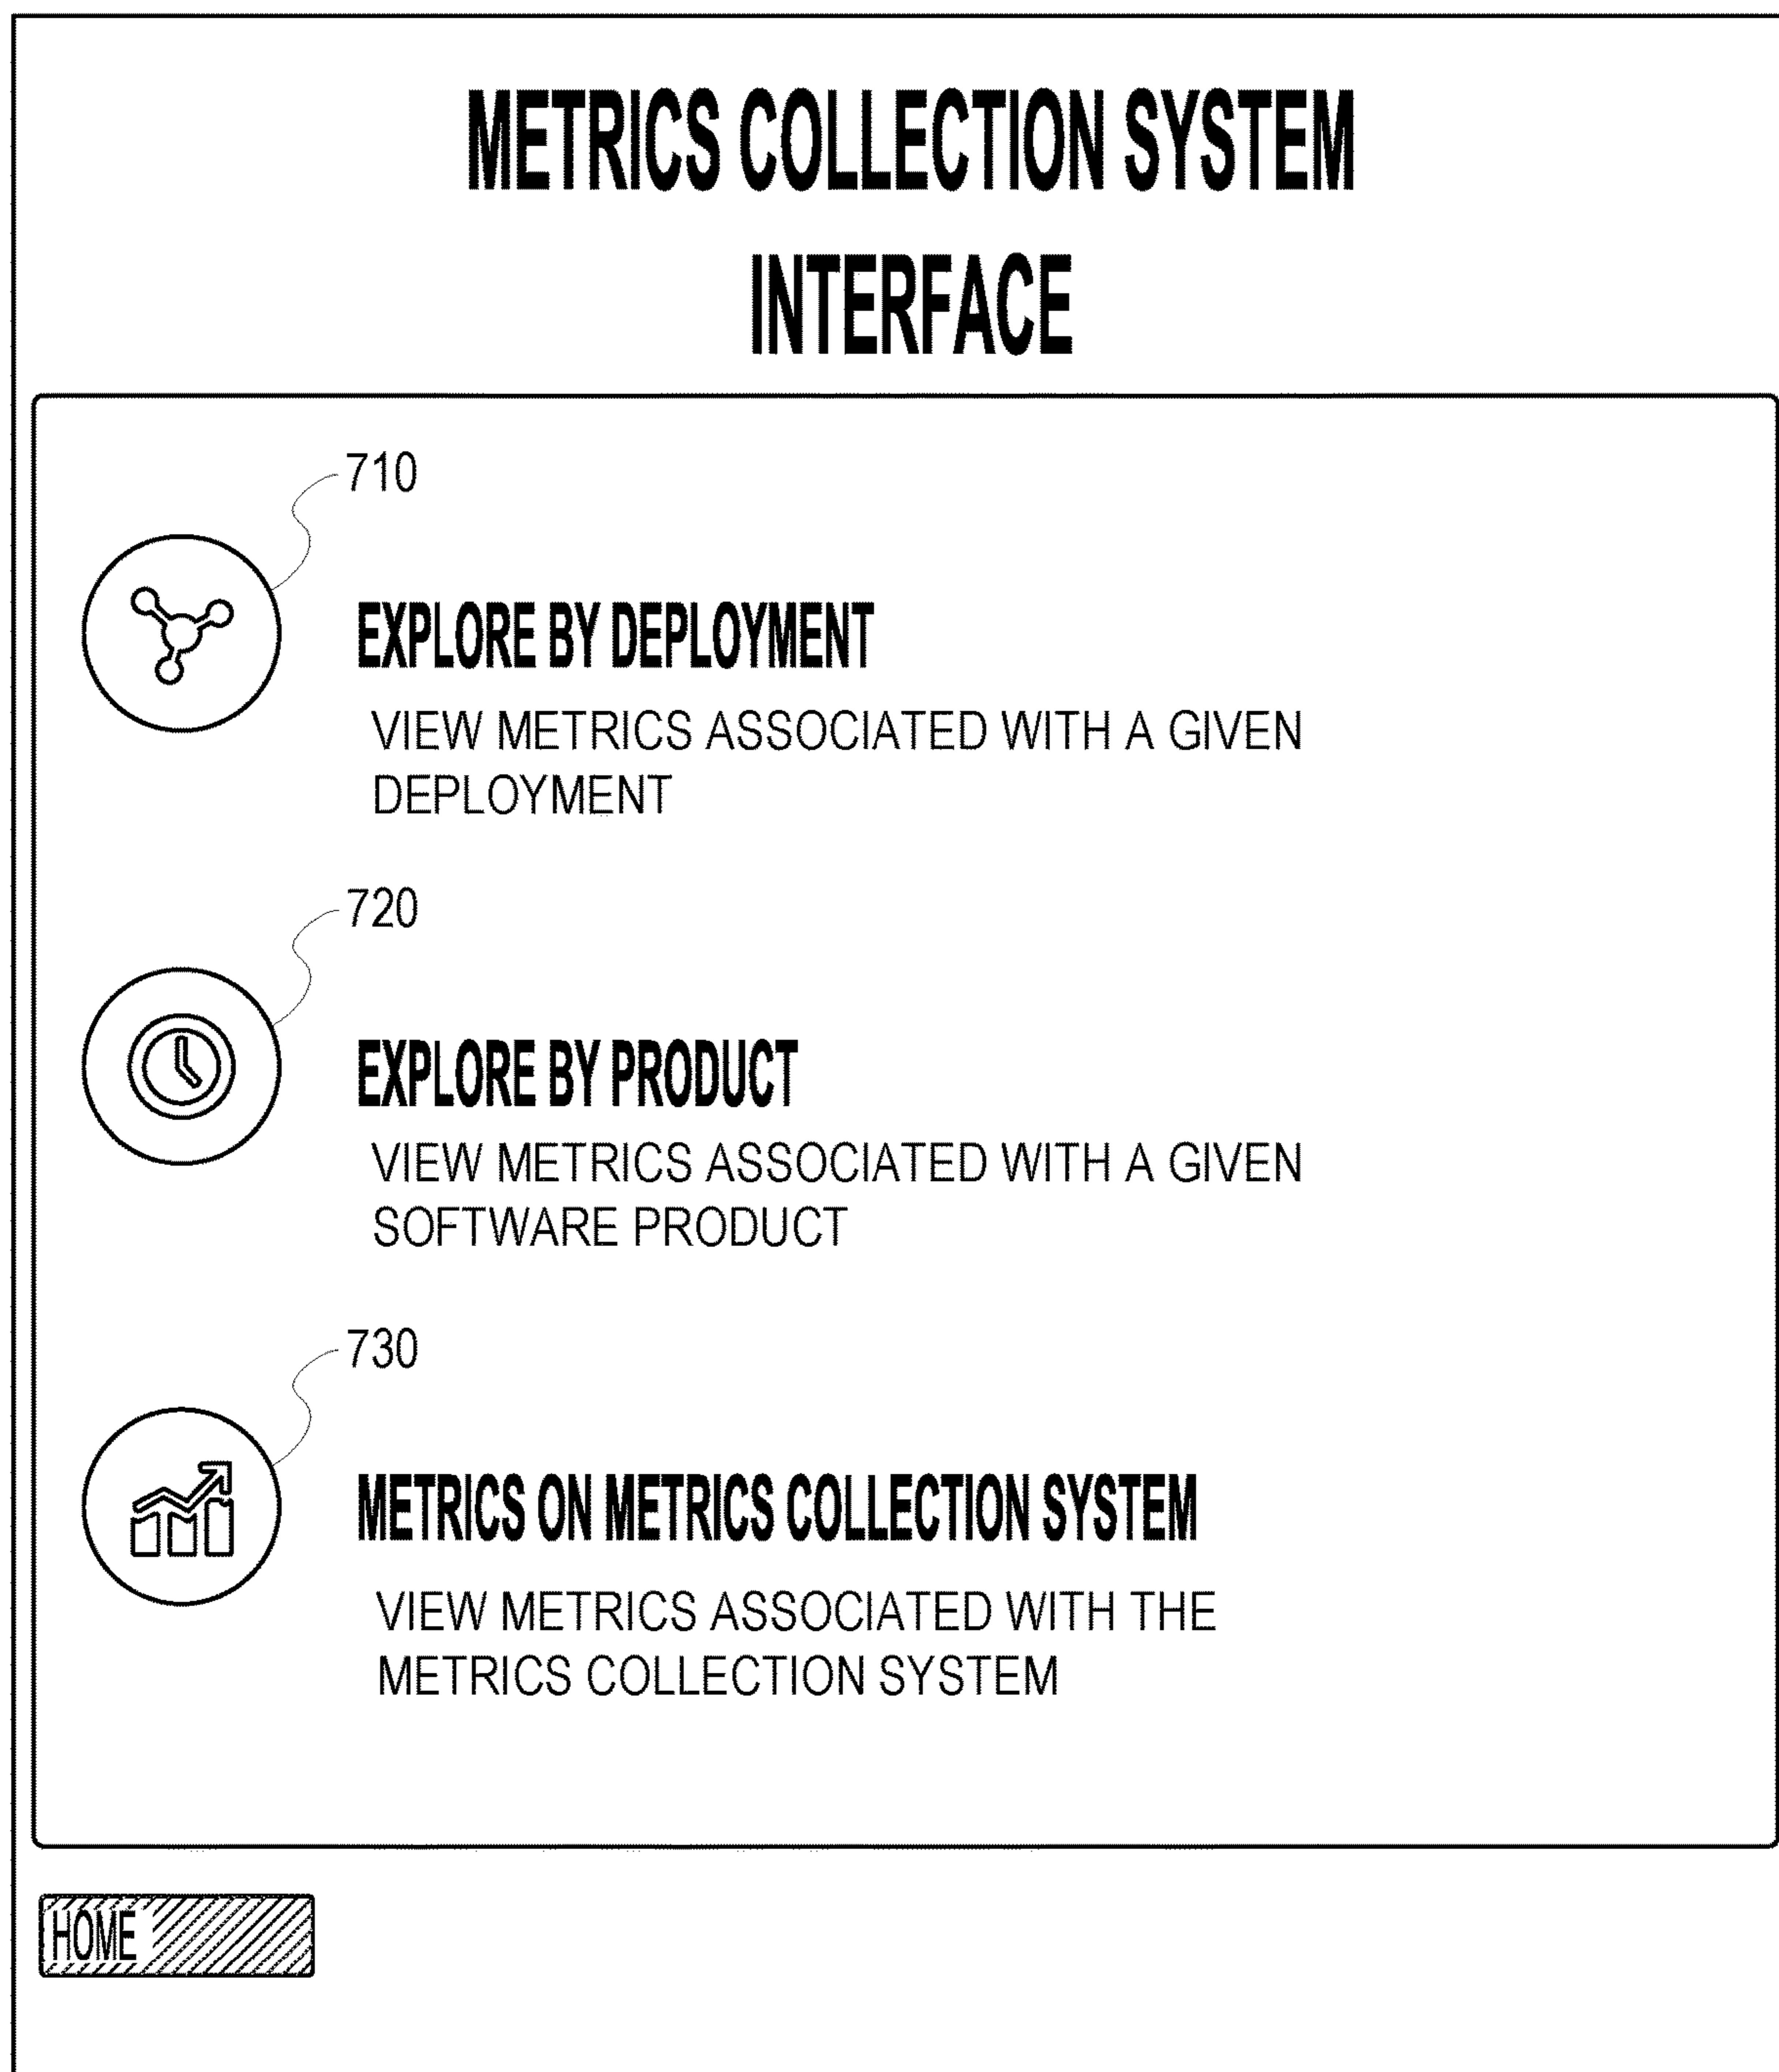 METRICS COLLECTION SYSTEM
INTERFACE
710
EXPLORE BY DEPLOYMENT
VIEW METRICS ASSOCIATED WITH A GIVEN
DEPLOYMENT
720
EXPLORE BY PRODUCT
VIEW METRICS ASSOCIATED WITH A GIVEN
SOFTWARE PRODUCT
730
METRICS ON METRICS COLLECTION SYSTEM
VIEW METRICS ASSOCIATED WITH THE
METRICS COLLECTION SYSTEM
HOME